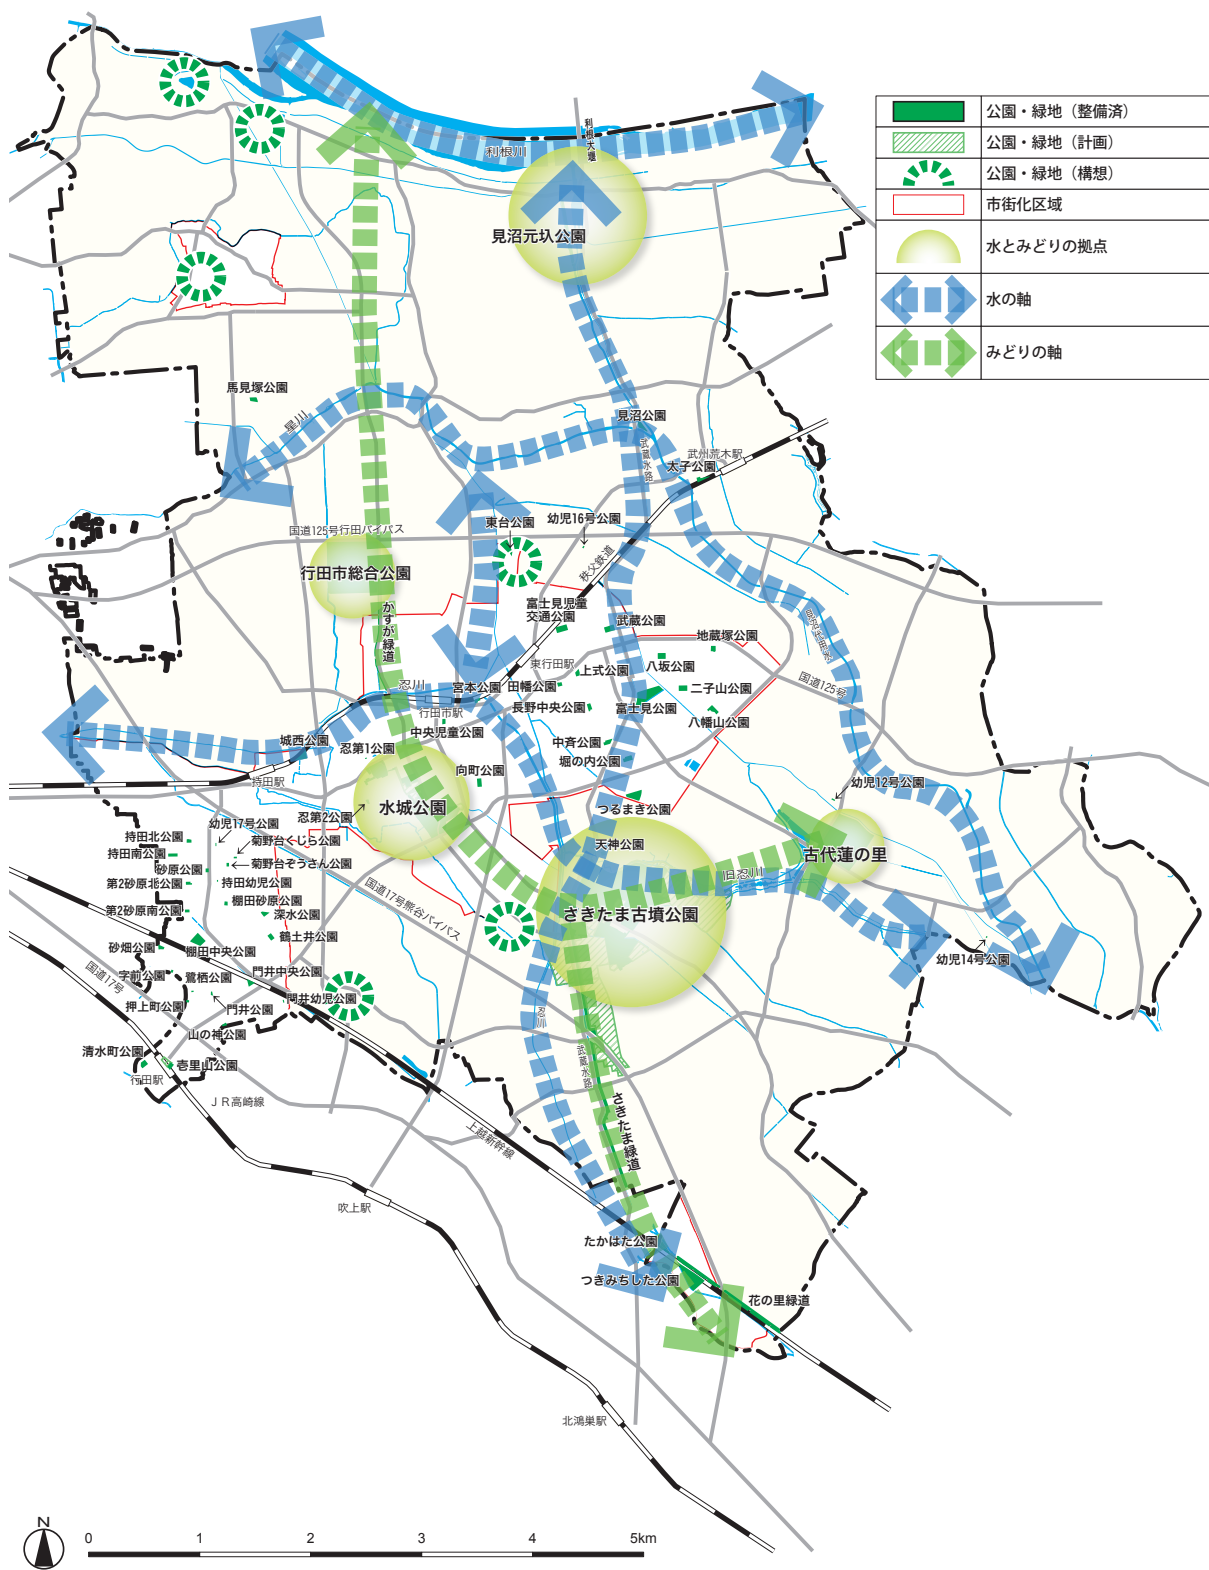 公園・緑地（整備済）
公園・緑地（計画）
公園・緑地（構想）
市街化区域
水とみどりの拠点
水の軸
みどりの軸
利根大堰
利根川
見沼元圦公園
馬見塚公園
星川
見沼公園
武蔵水路
武州荒木駅
太子公園
国道125号行田バイパス
東台公園
幼児16号公園
行田市総合公園
秩父鉄道
かすが緑道
富士見児童
交通公園
武蔵公園
地蔵塚公園
東行田駅
上式公園
八坂公園
国道125号
忍川
宮本公園
田幡公園
二子山公園
長野中央公園
富士見公園
八幡山公園
行田市駅
中央児童公園
城西公園
忍第1公園
中斉公園
堀の内公園
持田駅
向町公園
幼児12号公園
水城公園
つるまき公園
忍第2公園
幼児17号公園
持田北公園
菊野台くじら公園
天神公園
持田南公園
菊野台ぞうさん公園
古代蓮の里
砂原公園
旧忍川
第2砂原北公園
持田幼児公園
国道17号熊谷バイパス
棚田砂原公園
第2砂原南公園
深水公園
さきたま古墳公園
鶴土井公園
砂畑公園
棚田中央公園
幼児14号公園
国道17号
字前公園
鷺栖公園
門井中央公園
門井幼児公園
押上町公園
門井公園
忍川
山の神公園
武蔵水路
清水町公園
壱里山公園
行田駅
ＪＲ高崎線
さきたま緑道
上越新幹線
吹上駅
たかはた公園
つきみちした公園
花の里緑道
北鴻巣駅
N
0 1 2 3 4 5km